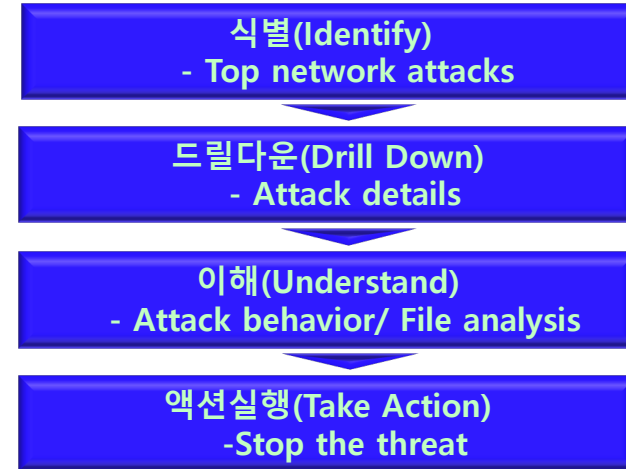 식별(Identify)
- Top network attacks
드릴다운(Drill Down)
- Attack details
이해(Understand)
- Attack behavior/ File analysis
액션실행(Take Action)
-Stop the threat